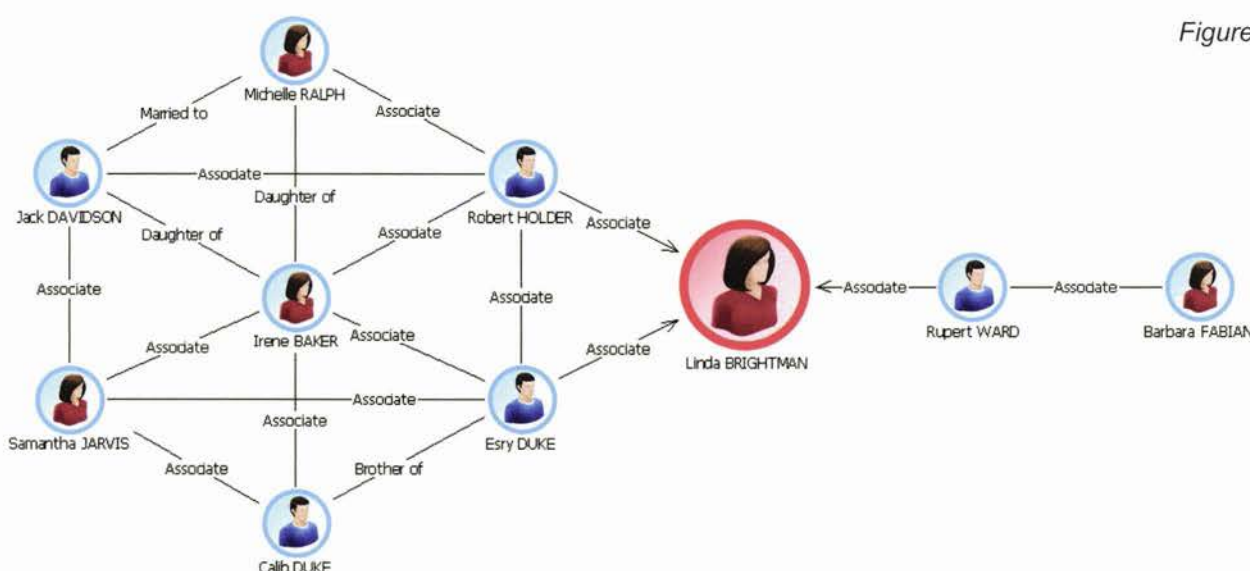 Figure
Michelle RALPH
Married to
Associate
Associate
Jack DAVIDSON
Daughter of
Robert HOLDER
Daughter of
Associate
Associate
Associate
Associate
Irene BAKER
Associate
Associate
Linda BRIGHTMAN
Associate
Rupert WARD
Associate
Barbara FABIAN
Associate
Associate
Samantha JARVIS
Associate
Associate
Esry DUKE
Associate
Brother of
Calib DUKE